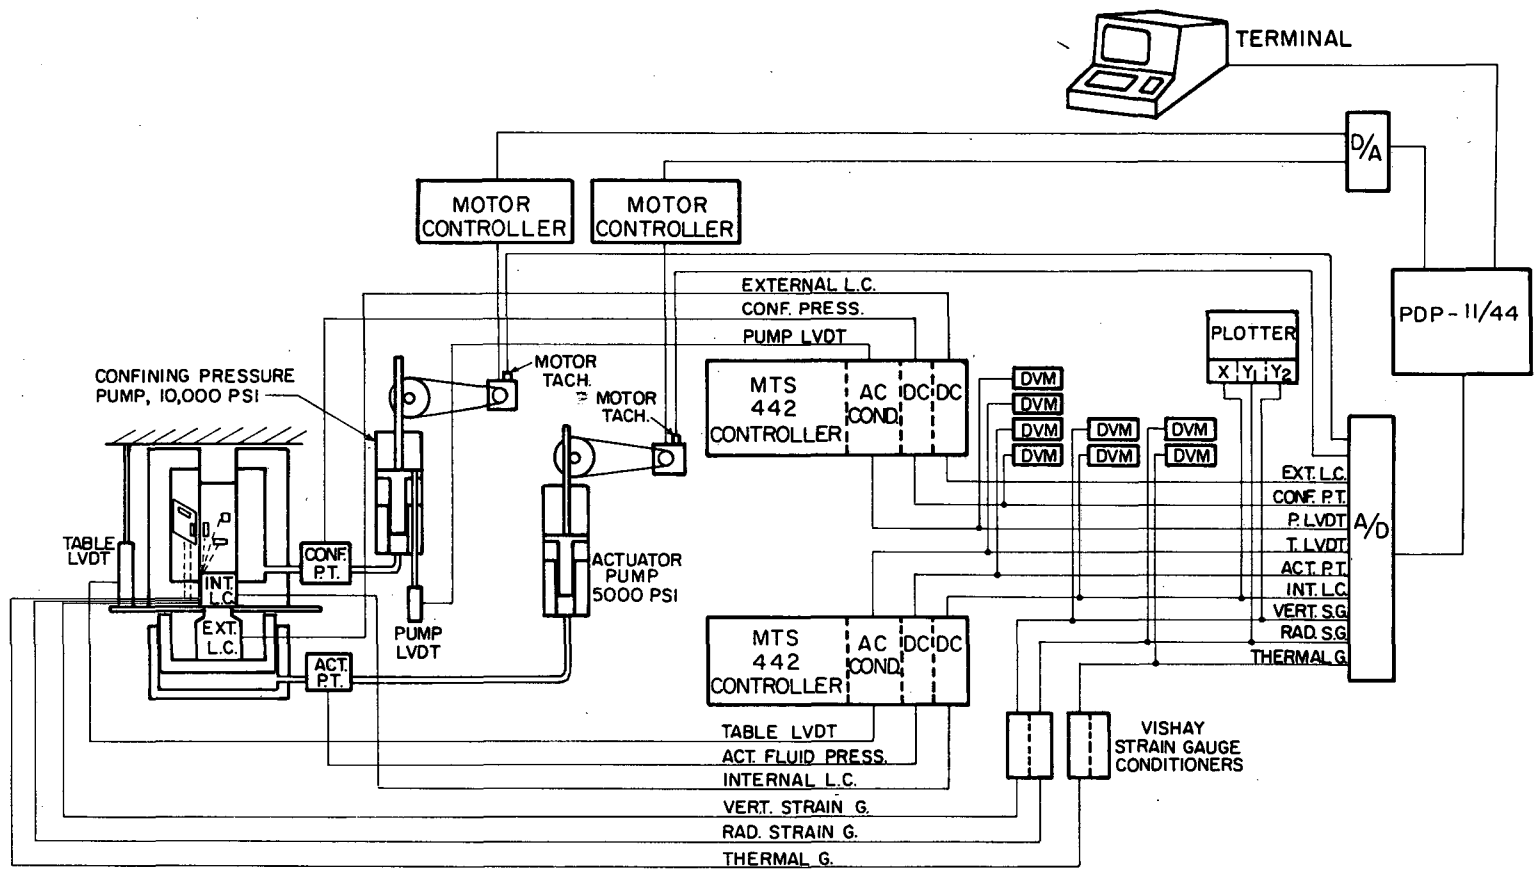 TERMINAL
D/A
MOTOR
CONTROLLER
MOTOR
CONTROLLER
EXTERNAL L.C.
CONF. PRESS.
PUMP LVDT
PDP-11/44
PLOTTER
X Y1 Y2
MOTOR
TACH.
MOTOR
TACH.
CONFINING PRESSURE
PUMP, 10,000 PSI
MTS
442
CONTROLLER
AC
COND.
DC
DC
DVM
DVM
DVM
DVM
DVM
DVM
DVM
DVM
EXT. L.C.
CONF. P.T.
P. LVDT
T. LVDT
ACT. P.T.
INT. L.C.
VERT. S.G.
RAD. S.G.
THERMAL G.
A/D
TABLE
LVDT
CONF.
P.T.
INT.
L.C.
EXT.
L.C.
ACT.
P.T.
PUMP
LVDT
ACTUATOR
PUMP
5000 PSI
MTS
442
CONTROLLER
AC
COND.
DC
DC
TABLE LVDT
ACT. FLUID PRESS.
INTERNAL L.C.
VERT. STRAIN G.
RAD. STRAIN G.
THERMAL G.
VISHAY
STRAIN GAUGE
CONDITIONERS